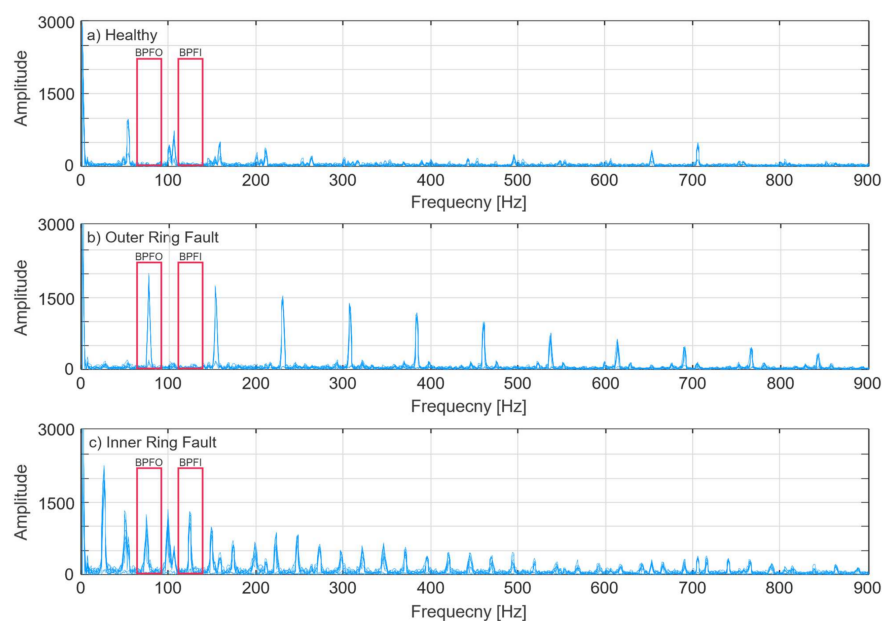 a) Healthy
BPFO BPFI
3000
1500
0
Amplitude
0 100 200 300 400 500 600 700 800 900
Frequecny [Hz]
b) Outer Ring Fault
BPFO BPFI
3000
1500
0
Amplitude
0 100 200 300 400 500 600 700 800 900
Frequecny [Hz]
c) Inner Ring Fault
BPFO BPFI
3000
1500
0
Amplitude
0 100 200 300 400 500 600 700 800 900
Frequecny [Hz]